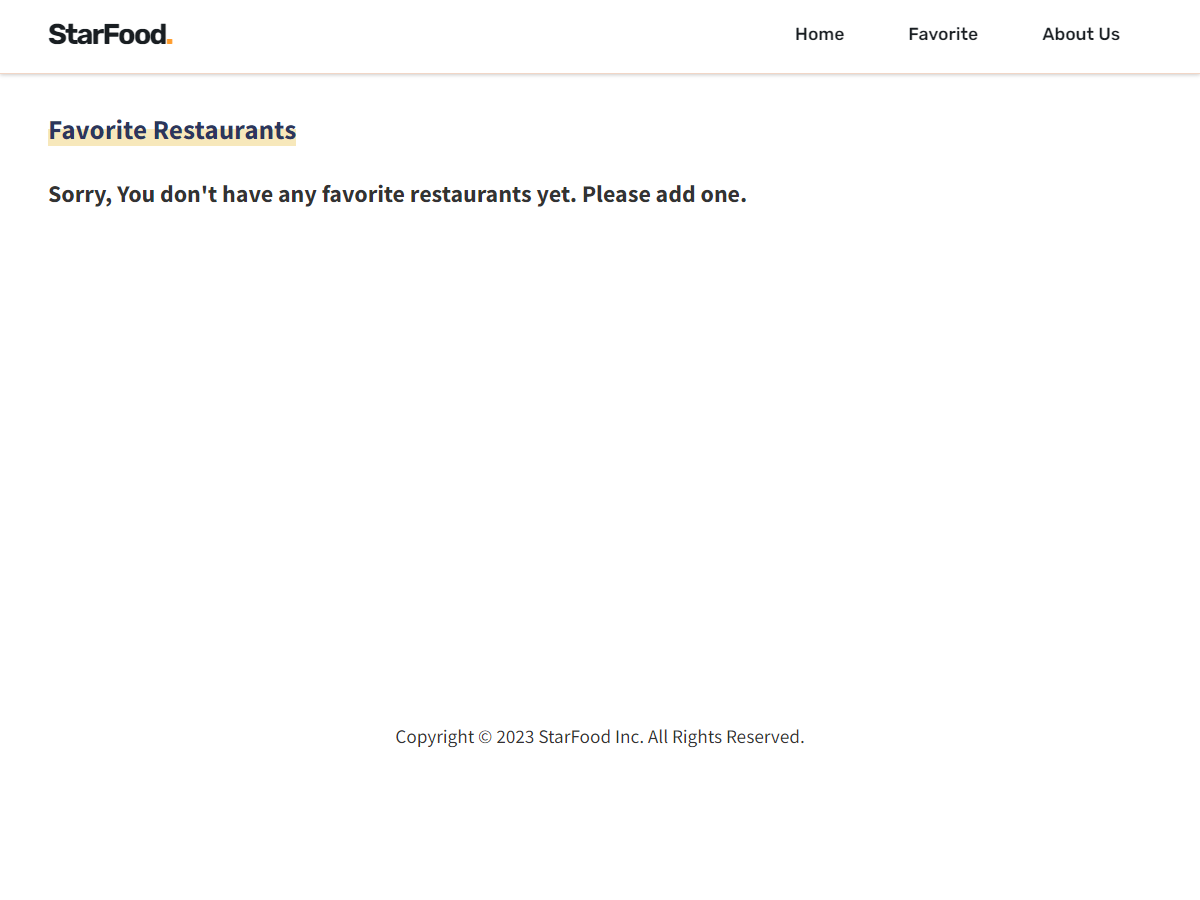 StarFood.
Home
Favorite
About Us
Favorite Restaurants
Sorry, You don't have any favorite restaurants yet. Please add one.
Copyright © 2023 StarFood Inc. All Rights Reserved.